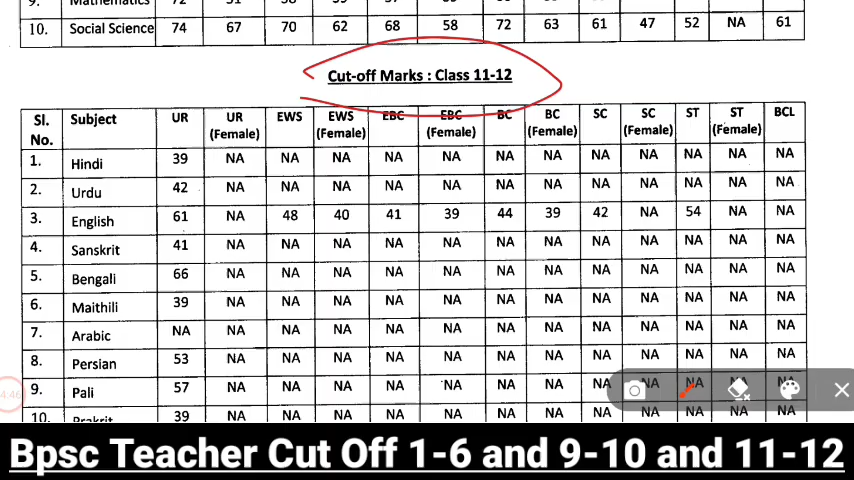 9. Mathematics 72
10. Social Science 74 67 70 62 68 58 72 63 61 47 52 NA 61
Cut-off Marks : Class 11-12
Sl. No. Subject UR UR (Female) EWS EWS (Female) EBC EBC (Female) BC BC (Female) SC SC (Female) ST ST (Female) BCL
1. Hindi 39 NA NA NA NA NA NA NA NA NA NA NA NA
2. Urdu 42 NA NA NA NA NA NA NA NA NA NA NA NA
3. English 61 NA 48 40 41 39 44 39 42 NA 54 NA NA
4. Sanskrit 41 NA NA NA NA NA NA NA NA NA NA NA NA
5. Bengali 66 NA NA NA NA NA NA NA NA NA NA NA NA
6. Maithili 39 NA NA NA NA NA NA NA NA NA NA NA NA
7. Arabic NA NA NA NA NA NA NA NA NA NA NA NA NA
8. Persian 53 NA NA NA NA NA NA NA NA NA NA NA NA
9. Pali 57 NA NA NA NA NA NA NA NA NA NA NA NA
10. Prakrit 39 NA NA NA NA NA NA NA NA NA NA NA NA
Bpsc Teacher Cut Off 1-6 and 9-10 and 11-12